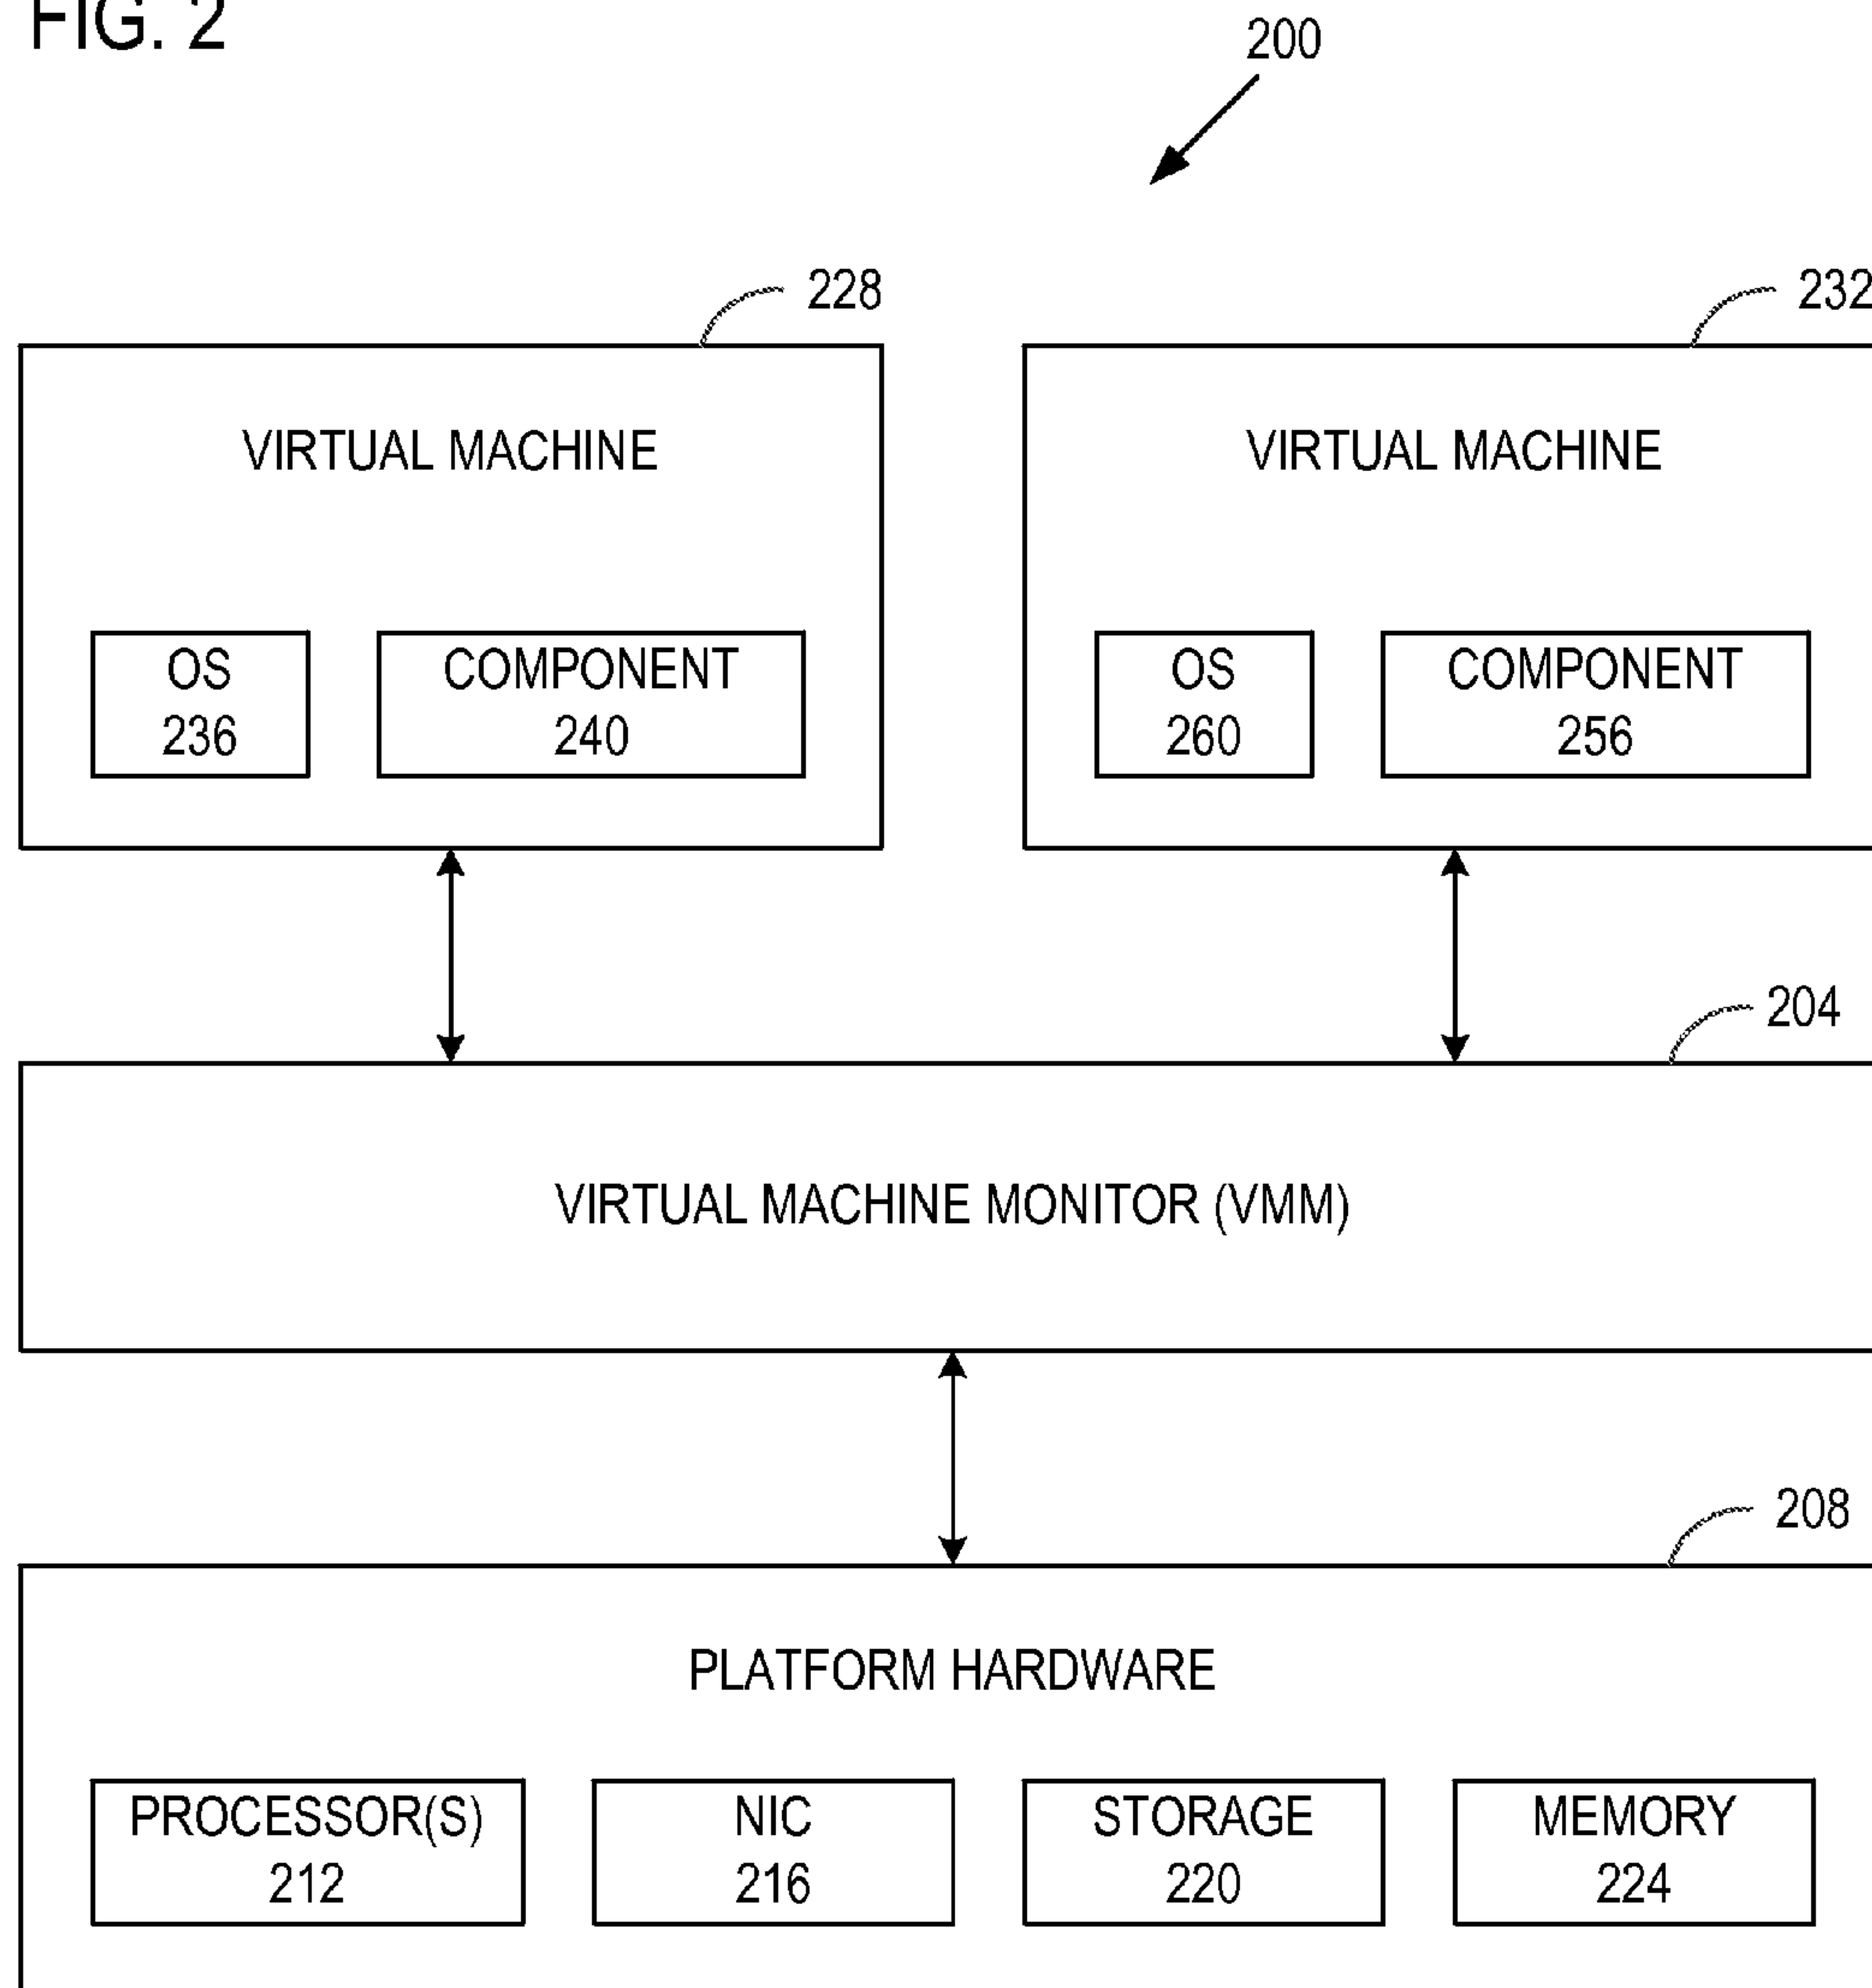 FIG. 2
200
228
232
VIRTUAL MACHINE
VIRTUAL MACHINE
OS
236
COMPONENT
240
OS
260
COMPONENT
256
204
VIRTUAL MACHINE MONITOR (VMM)
208
PLATFORM HARDWARE
PROCESSOR(S)
212
NIC
216
STORAGE
220
MEMORY
224